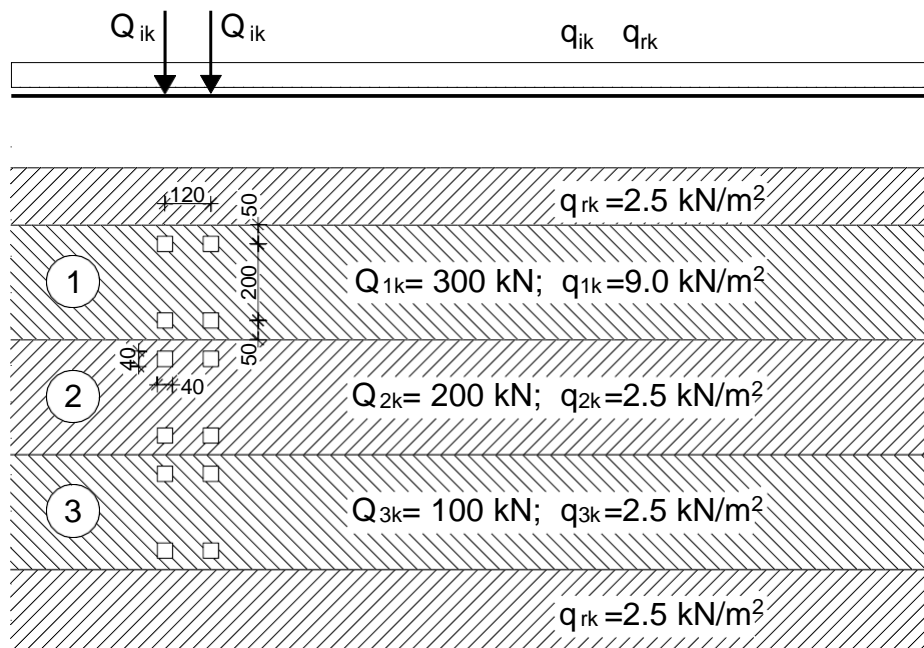 Q ik Q ik q ik q rk
120
50
q rk =2.5 kN/m2
1
200
Q 1k= 300 kN; q 1k=9.0 kN/m2
50
40
40
2
Q 2k= 200 kN; q 2k=2.5 kN/m2
3
Q 3k= 100 kN; q 3k=2.5 kN/m2
q rk =2.5 kN/m2